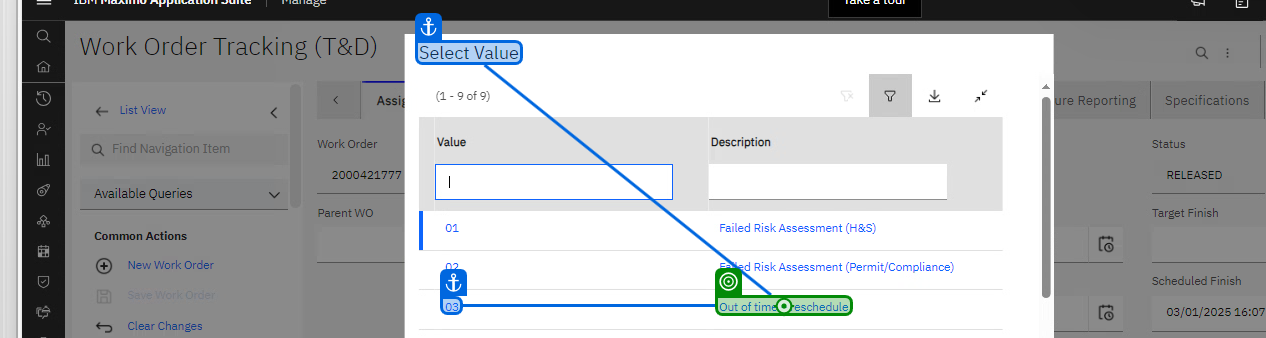 IBM Maximo Application Suite | Manage
Take a tour
Work Order Tracking (T&D)
Select Value
List View
(1 - 9 of 9)
Assig
ure Reporting
Specifications
Find Navigation Item
Work Order
Value
Description
Status
2000421777
RELEASED
Available Queries
Parent WO
Target Finish
Common Actions
01
Failed Risk Assessment (H&S)
New Work Order
02
Failed Risk Assessment (Permit/Compliance)
Save Work Order
Scheduled Finish
03
Out of time reschedule
03/01/2025 16:07
Clear Changes